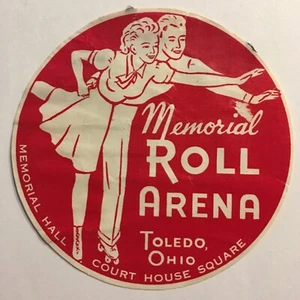 Memorial
ROLL
ARENA
TOLEDO,
OHIO
MEMORIAL HALL
COURT HOUSE SQUARE